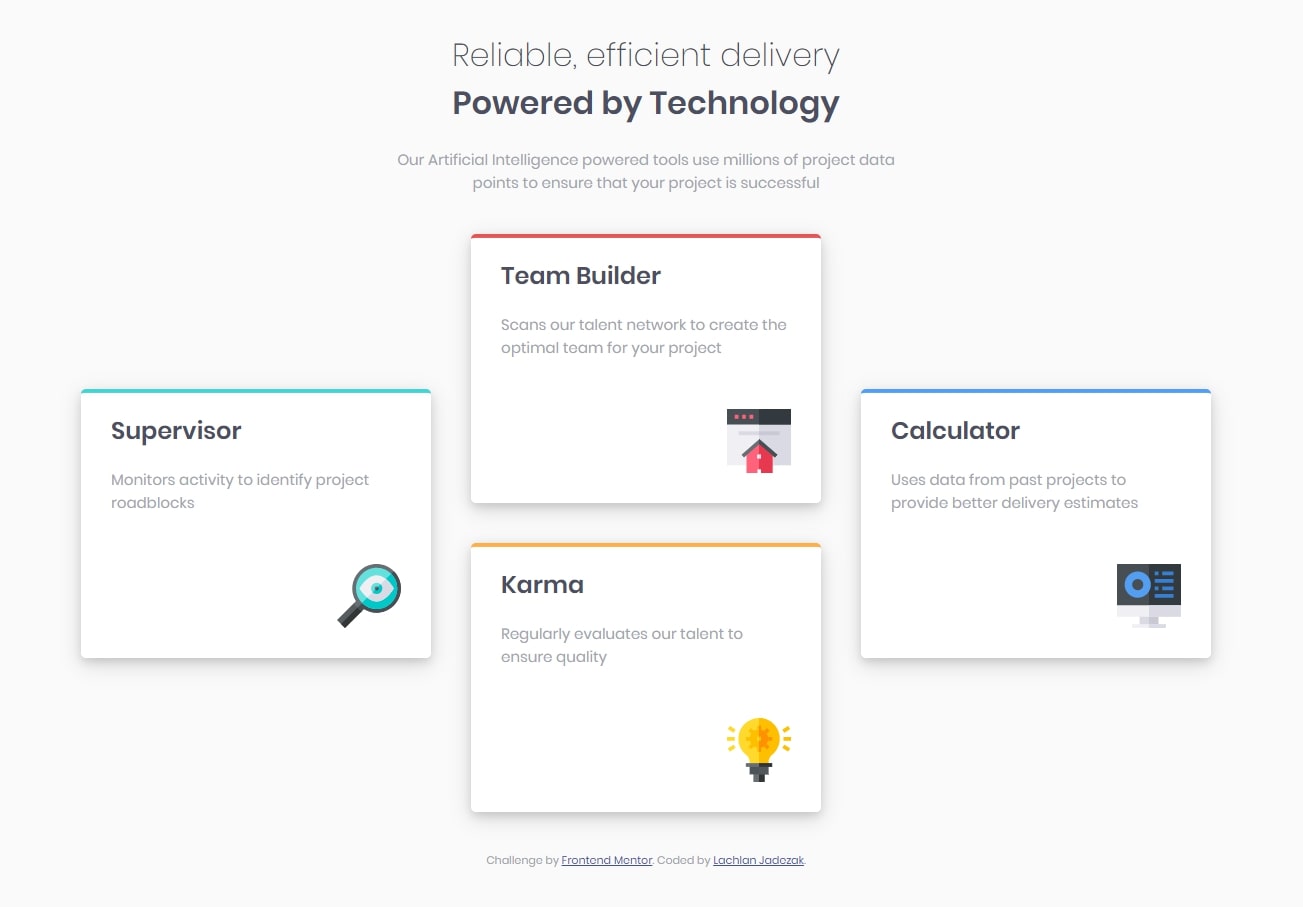 Reliable, efficient delivery
Powered by Technology
Our Artificial Intelligence powered tools use millions of project data
points to ensure that your project is successful
Team Builder
Scans our talent network to create the
optimal team for your project
Supervisor
Monitors activity to identify project
roadblocks
Calculator
Uses data from past projects to
provide better delivery estimates
Karma
Regularly evaluates our talent to
ensure quality
Challenge by Frontend Mentor. Coded by Lachlan Jadczak.